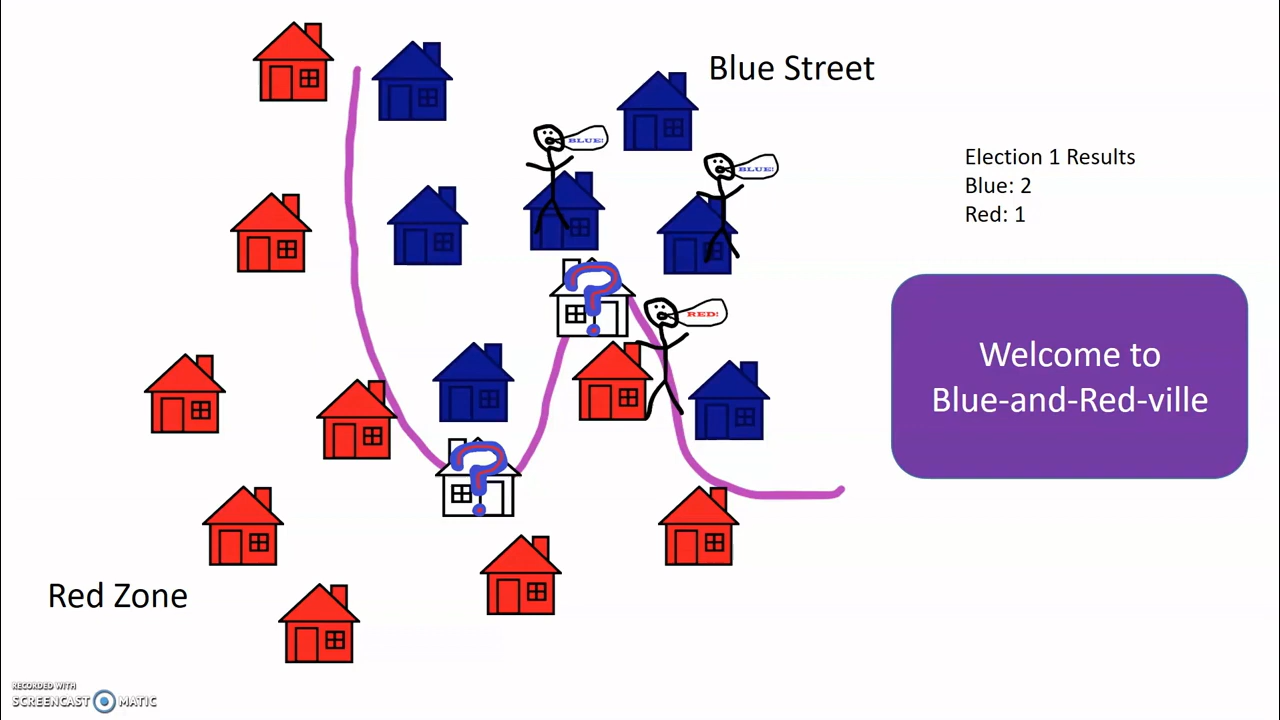 Blue Street
BLUE!
BLUE!
Election 1 Results
Blue: 2
Red: 1
?
RED!
Welcome to
Blue-and-Red-ville
?
Red Zone
RECORDED WITH
SCREENCAST MATIC